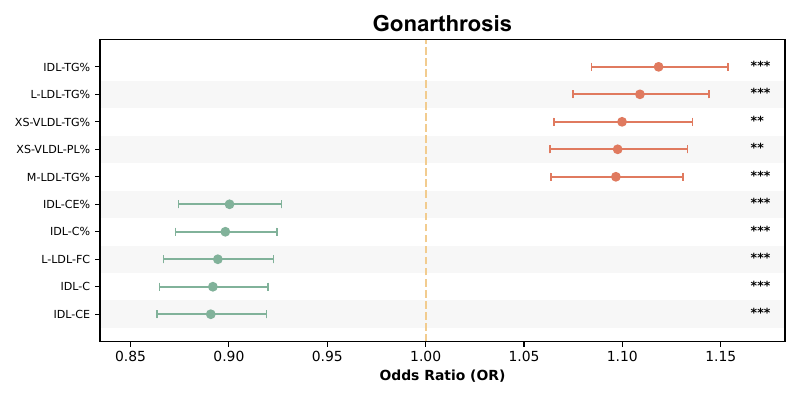 Gonarthrosis
IDL-TG% ***
L-LDL-TG% ***
XS-VLDL-TG% **
XS-VLDL-PL% **
M-LDL-TG% ***
IDL-CE% ***
IDL-C% ***
L-LDL-FC ***
IDL-C ***
IDL-CE ***
0.85 0.90 0.95 1.00 1.05 1.10 1.15
Odds Ratio (OR)